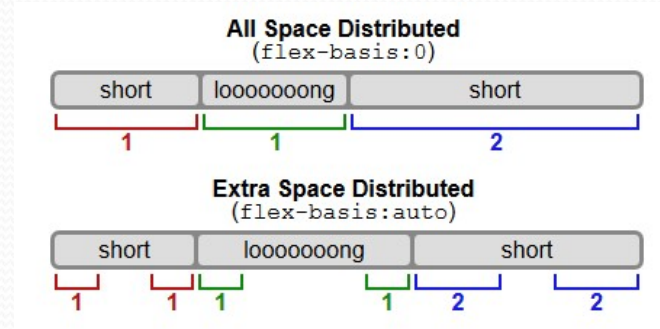 All Space Distributed
(flex-basis:0)
short looooooong short
1 1 2
Extra Space Distributed
(flex-basis:auto)
short looooooong short
1 1 1 1 2 2